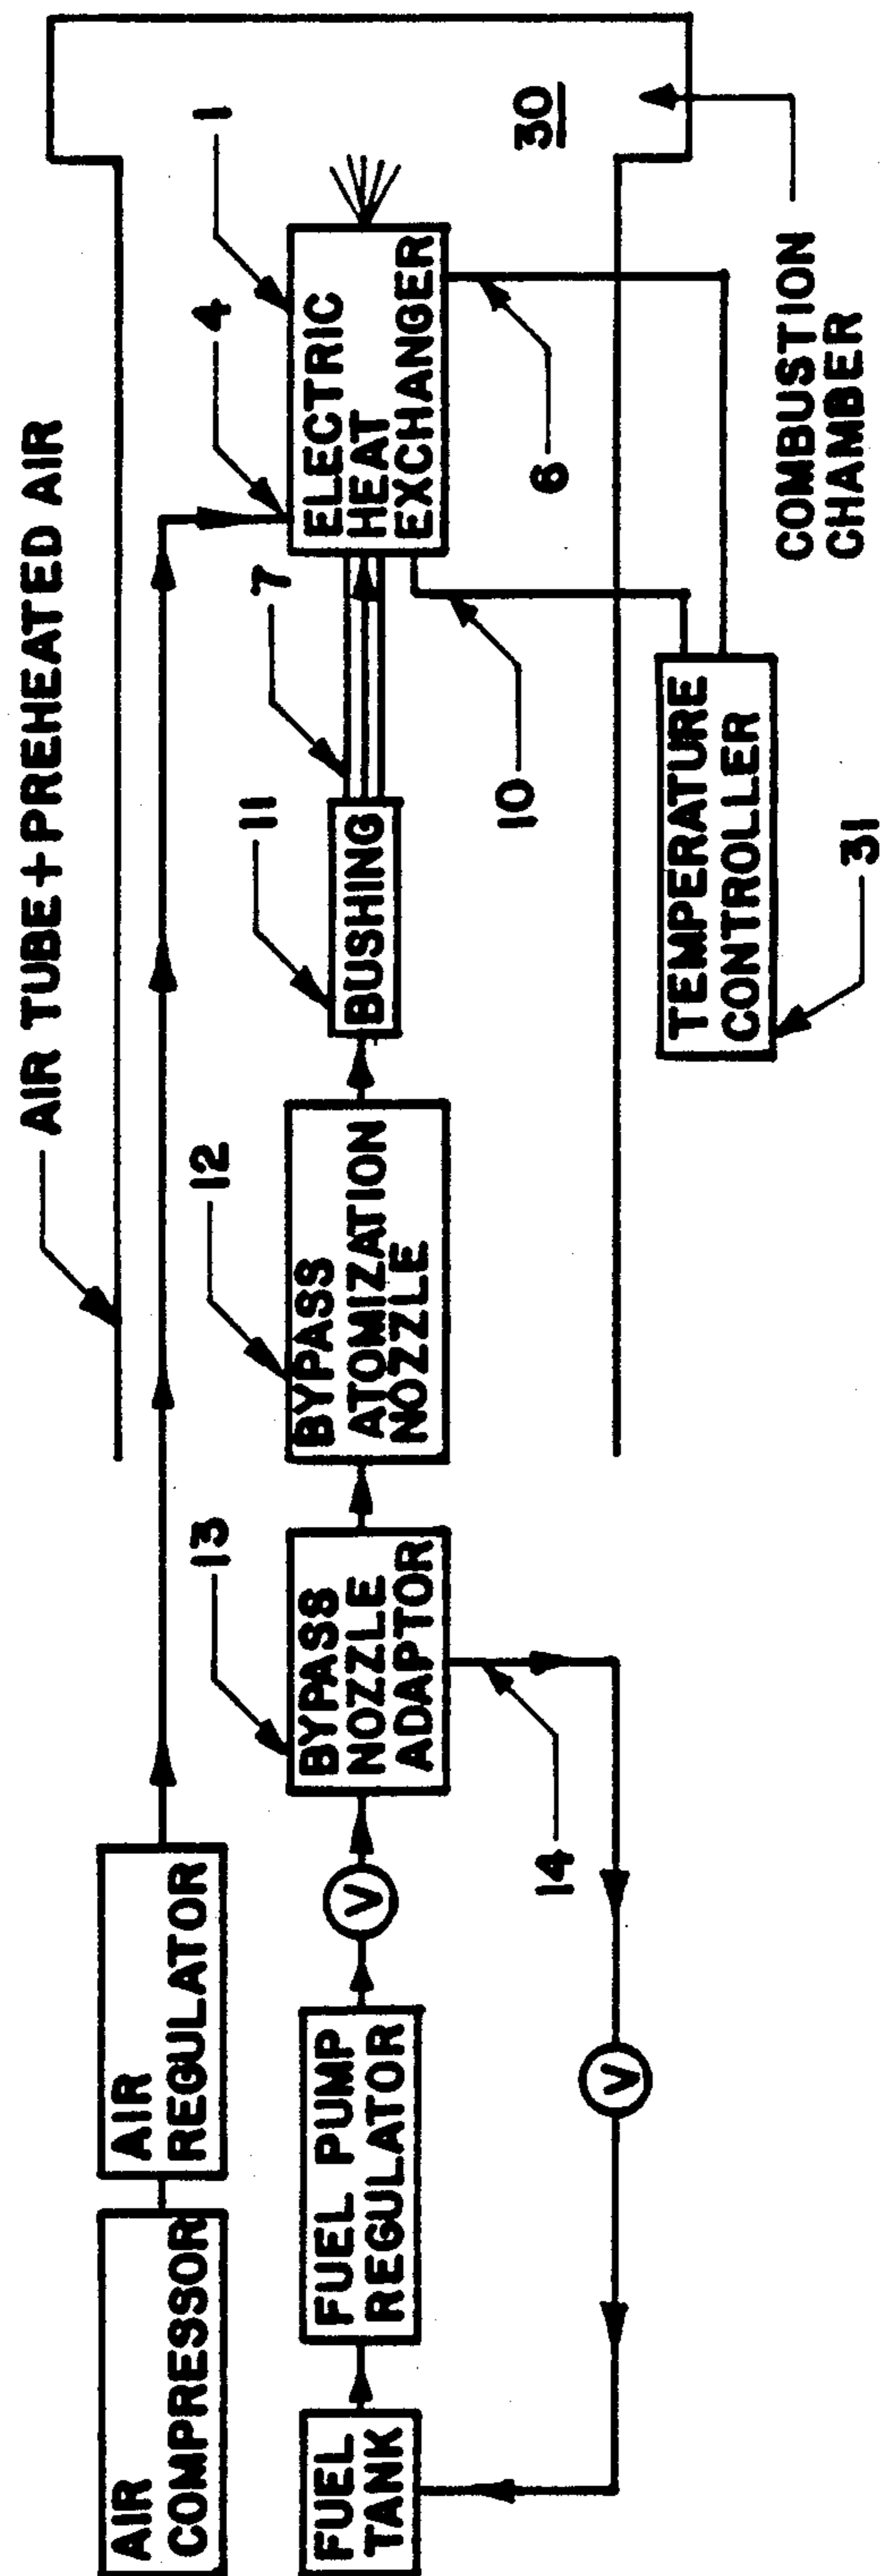 AIR TUBE+PREHEATED AIR
1
4
7
11
12
13
30
AIR
COMPRESSOR
AIR
REGULATOR
FUEL
TANK
FUEL PUMP
REGULATOR
V
BYPASS
NOZZLE
ADAPTOR
BYPASS
ATOMIZATION
NOZZLE
BUSHING
ELECTRIC
HEAT
EXCHANGER
14
V
10
6
TEMPERATURE
CONTROLLER
31
COMBUSTION
CHAMBER